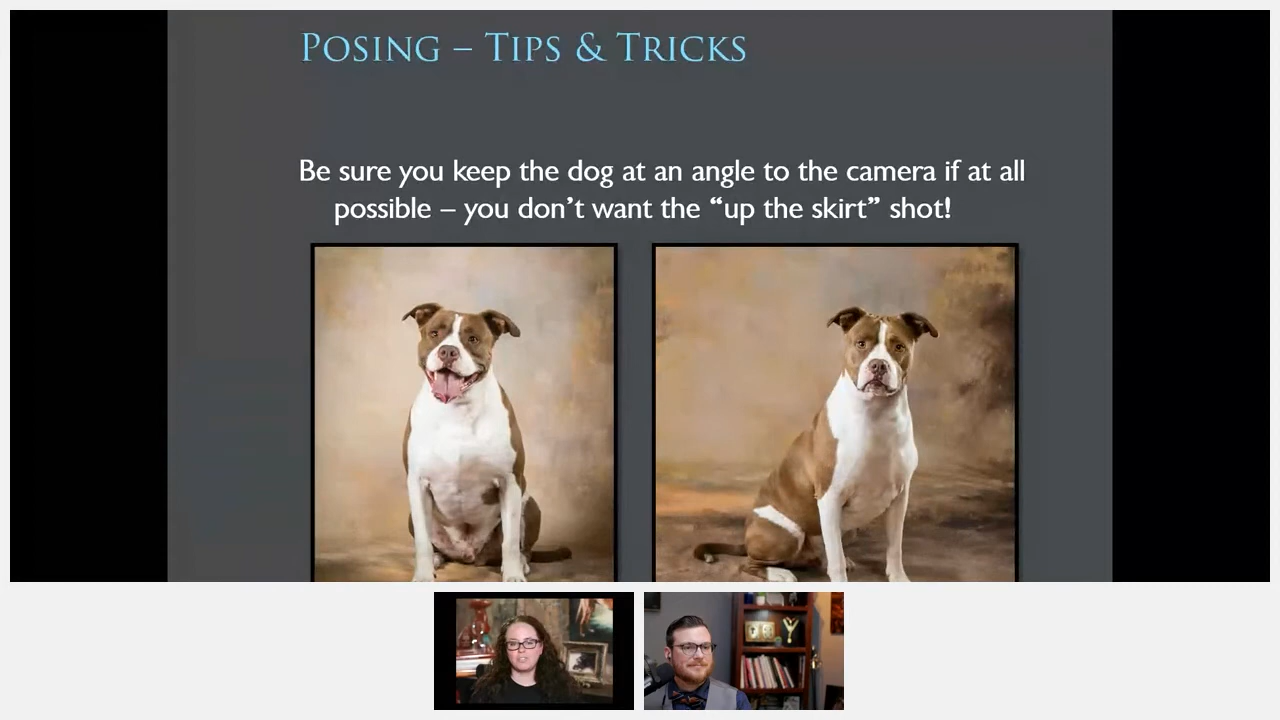 POSING – TIPS & TRICKS
Be sure you keep the dog at an angle to the camera if at all
possible – you don’t want the “up the skirt” shot!